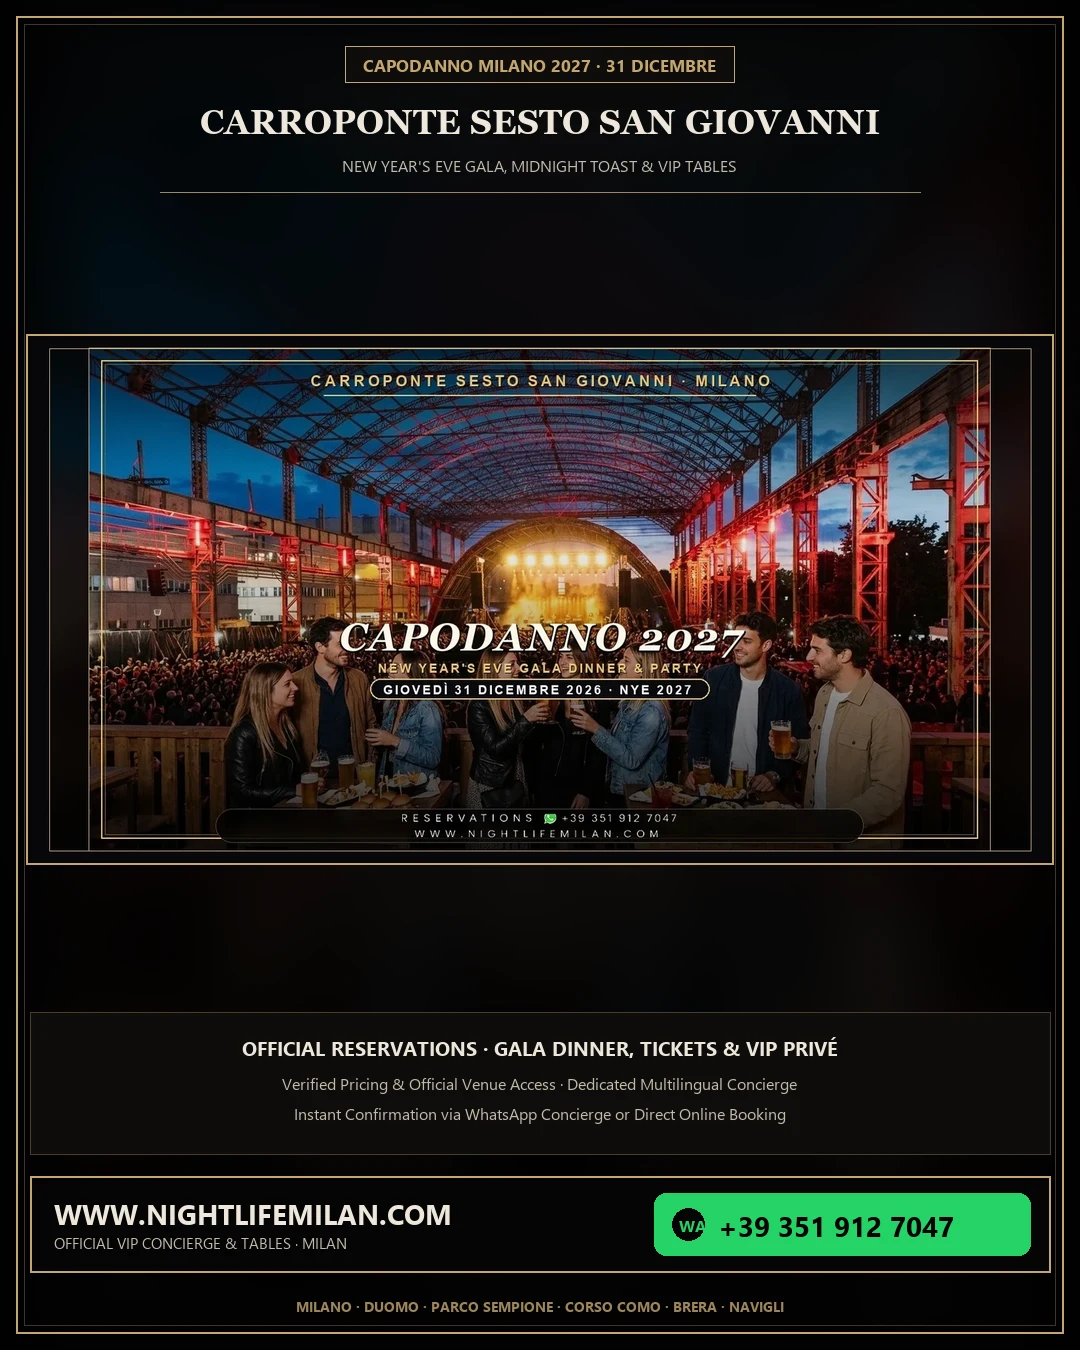 CAPODANNO MILANO 2027 · 31 DICEMBRE
CARROPONTE SESTO SAN GIOVANNI
NEW YEAR'S EVE GALA, MIDNIGHT TOAST & VIP TABLES
CARROPONTE SESTO SAN GIOVANNI · MILANO
CAPODANNO 2027
NEW YEAR'S EVE GALA DINNER & PARTY
GIOVEDÌ 31 DICEMBRE 2026 · NYE 2027
RESERVATIONS +39 351 912 7047
WWW.NIGHTLIFEMILAN.COM
OFFICIAL RESERVATIONS · GALA DINNER, TICKETS & VIP PRIVÉ
Verified Pricing & Official Venue Access · Dedicated Multilingual Concierge
Instant Confirmation via WhatsApp Concierge or Direct Online Booking
WWW.NIGHTLIFEMILAN.COM
OFFICIAL VIP CONCIERGE & TABLES · MILAN
WA +39 351 912 7047
MILANO · DUOMO · PARCO SEMPIONE · CORSO COMO · BRERA · NAVIGLI